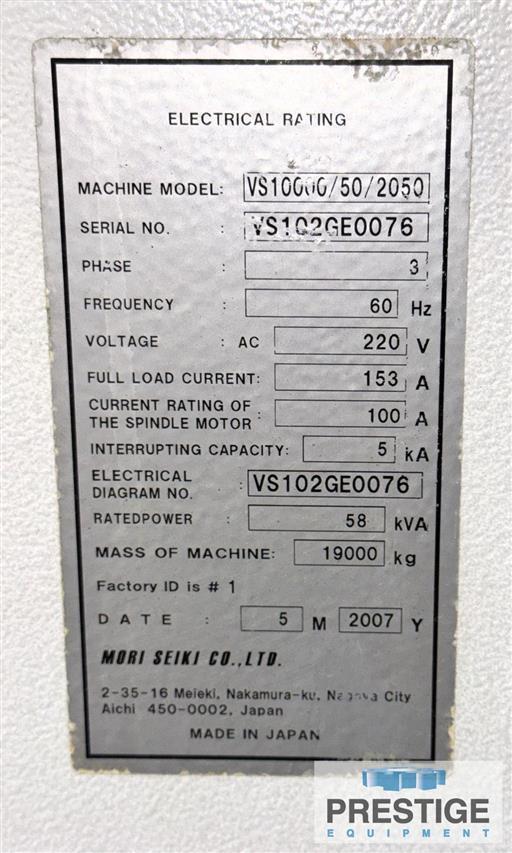 ELECTRICAL RATING
MACHINE MODEL: VS10000/50/2050
SERIAL NO. : VS102GE0076
PHASE : 3
FREQUENCY : 60 Hz
VOLTAGE : AC 220 V
FULL LOAD CURRENT: 153 A
CURRENT RATING OF
THE SPINDLE MOTOR : 100 A
INTERRUPTING CAPACITY: 5 kA
ELECTRICAL
DIAGRAM NO. : VS102GE0076
RATEDPOWER : 58 kVA
MASS OF MACHINE: 19000 kg
Factory ID is # 1
DATE : 5 M 2007 Y
MORI SEIKI CO.,LTD.
2-35-16 Meieki, Nakamura-ku, Nagoya City
Aichi 450-0002, Japan
MADE IN JAPAN
PRESTIGE
EQUIPMENT